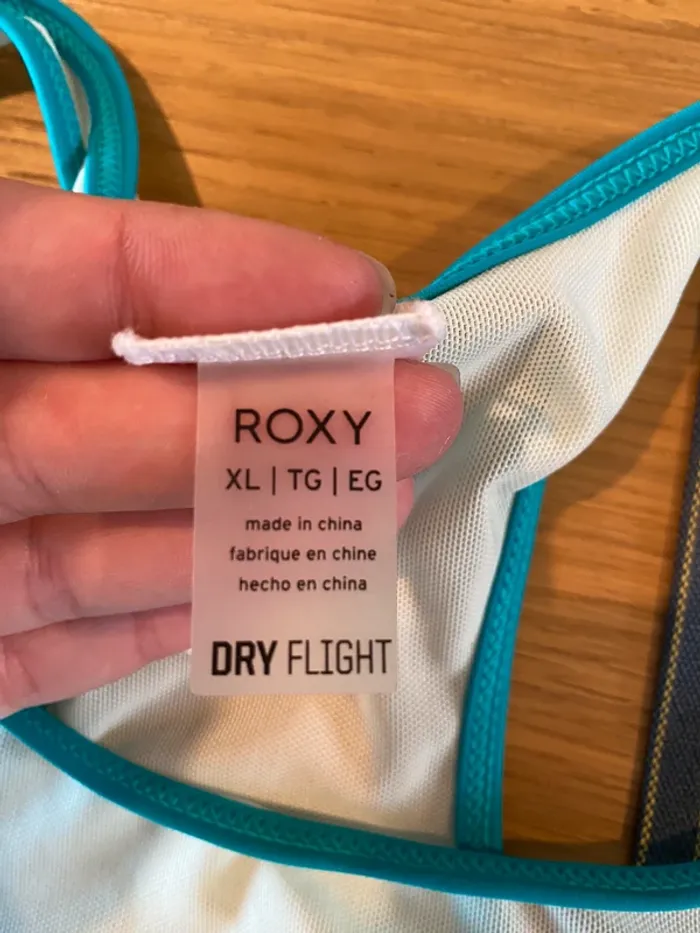 ROXY
XL | TG | EG
made in china
fabrique en chine
hecho en china
DRY FLIGHT